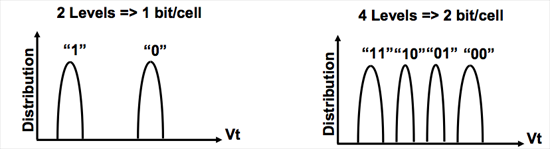 2 Levels => 1 bit/cell
Distribution
“1”
“0”
Vt
4 Levels => 2 bit/cell
Distribution
“11”
“10”
“01”
“00”
Vt